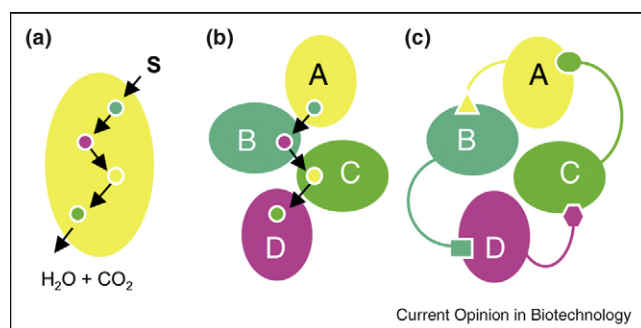 (a)
S
H₂O + CO₂
(b)
A
B
C
D
(c)
A
B
C
D
Current Opinion in Biotechnology